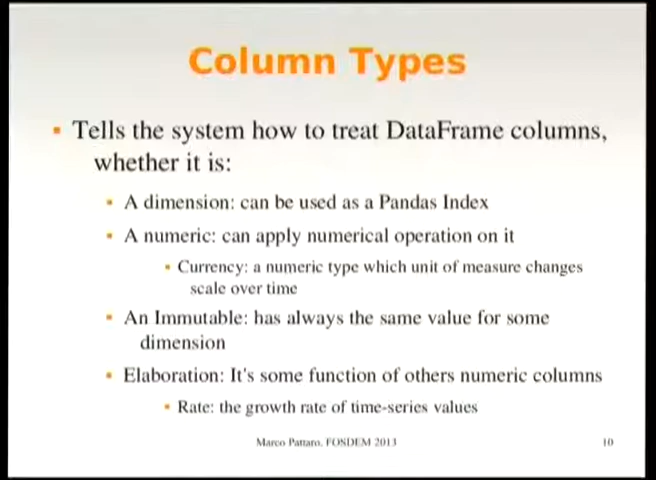 Column Types
Tells the system how to treat DataFrame columns,
whether it is:
A dimension: can be used as a Pandas Index
A numeric: can apply numerical operation on it
Currency: a numeric type which unit of measure changes
scale over time
An Immutable: has always the same value for some
dimension
Elaboration: It's some function of others numeric columns
Rate: the growth rate of time-series values
Marco Pattaro, FOSDEM 2013
10